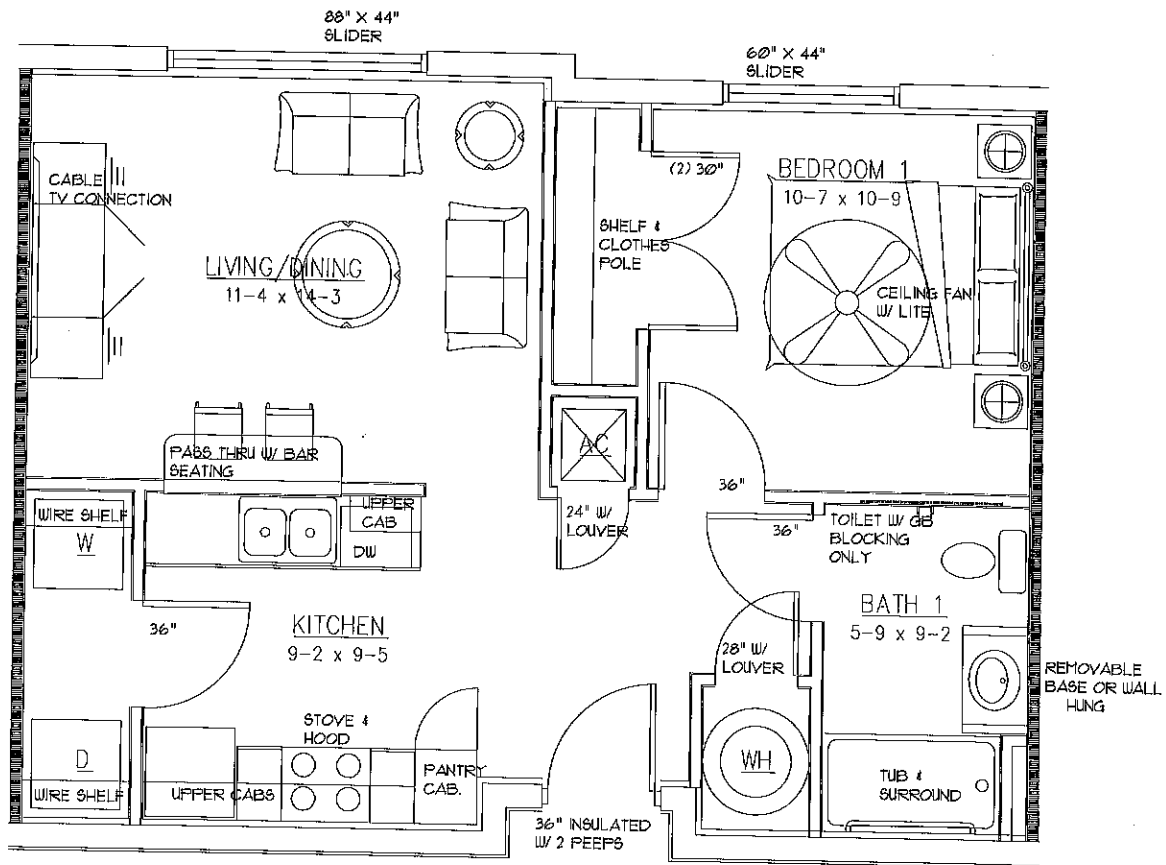 88" X 44"
SLIDER
60" X 44"
SLIDER
CABLE
TV CONNECTION
(2) 30"
BEDROOM 1
10-7 x 10-9
SHELF &
CLOTHES
POLE
LIVING/DINING
11-4 x 14-3
CEILING FAN
W/ LITE
PASS THRU W/ BAR
SEATING
AC
36"
WIRE SHELF
W
UPPER
CAB
DW
24" W/
LOUVER
36"
TOILET W/ GB
BLOCKING
ONLY
36"
KITCHEN
9-2 x 9-5
BATH 1
5-9 x 9-2
28" W/
LOUVER
REMOVABLE
BASE OR WALL
HUNG
STOVE &
HOOD
D
WIRE SHELF
UPPER CABS
PANTRY
CAB.
WH
TUB &
SURROUND
36" INSULATED
W/ 2 PEEPS